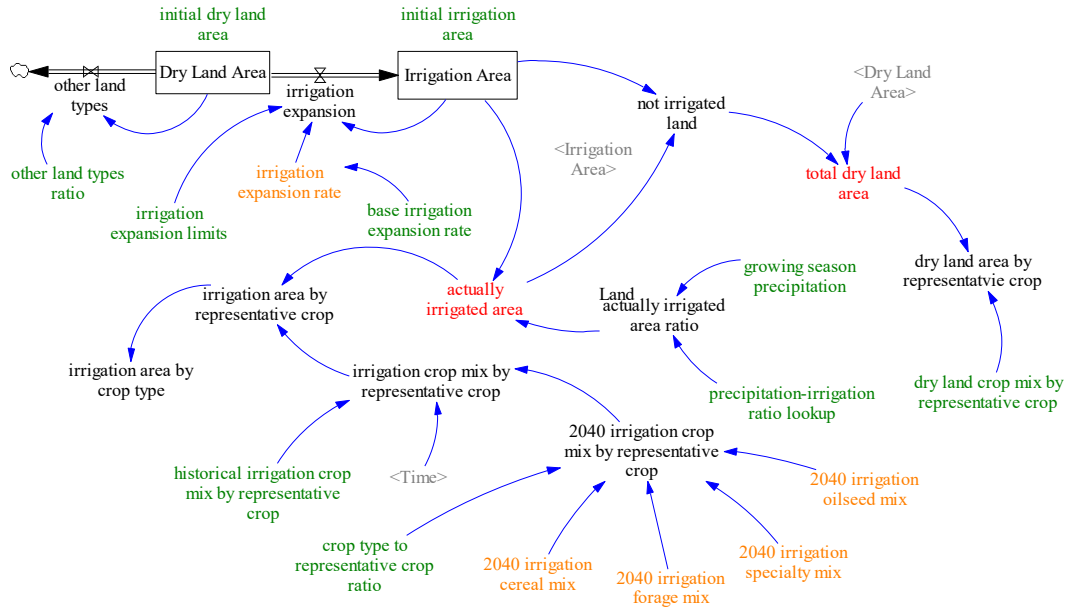 initial dry land
area
initial irrigation
area
Dry Land Area
Irrigation Area
other land
types
irrigation
expansion
not irrigated
land
<Dry Land
Area>
<Irrigation
Area>
other land types
ratio
irrigation
expansion rate
total dry land
area
irrigation
expansion limits
base irrigation
expansion rate
dry land area by
representatvie crop
growing season
precipitation
irrigation area by
representative crop
actually
irrigated area
Land
actually irrigated
area ratio
irrigation area by
crop type
irrigation crop mix by
representative crop
precipitation-irrigation
ratio lookup
dry land crop mix by
representative crop
2040 irrigation crop
mix by representative
crop
historical irrigation crop
mix by representative
crop
<Time>
2040 irrigation
oilseed mix
crop type to
representative crop
ratio
2040 irrigation
cereal mix
2040 irrigation
forage mix
2040 irrigation
specialty mix